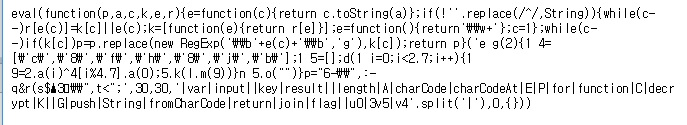 eval(function(p,a,c,k,e,r){e=function(c){return c.toString(a)};if(!''.replace(/^/,String)){while(c-
-)r[e(c)]=k[c]||e(c);k=[function(e){return r[e]}];e=function(){return'₩₩w+'};c=1};while(c-
-)if(k[c])p=p.replace(new RegExp('₩₩b'+e(c)+'₩₩b','g'),k[c]);return p}('e g(2){1 4=
[₩'c₩',₩'8₩',₩'f₩',₩'h₩',₩'8₩',₩'j₩',₩'b₩'];1 5=[];d(1 i=0;i<2.7;i++){1
9=2.a(i)^4[i%4.7].a(0);5.k(l.m(9))}n 5.o("")}p="6-₩₩",:-
q&r(s$▲30₩₩",t<";',30,30,'|var|input||key|result||length|A|charCode|charCodeAt|E|P|for|function|C|decr
ypt|K||G|push|String|fromCharCode|return|join|flag||u0|3v5|v4'.split('|'),0,{}))